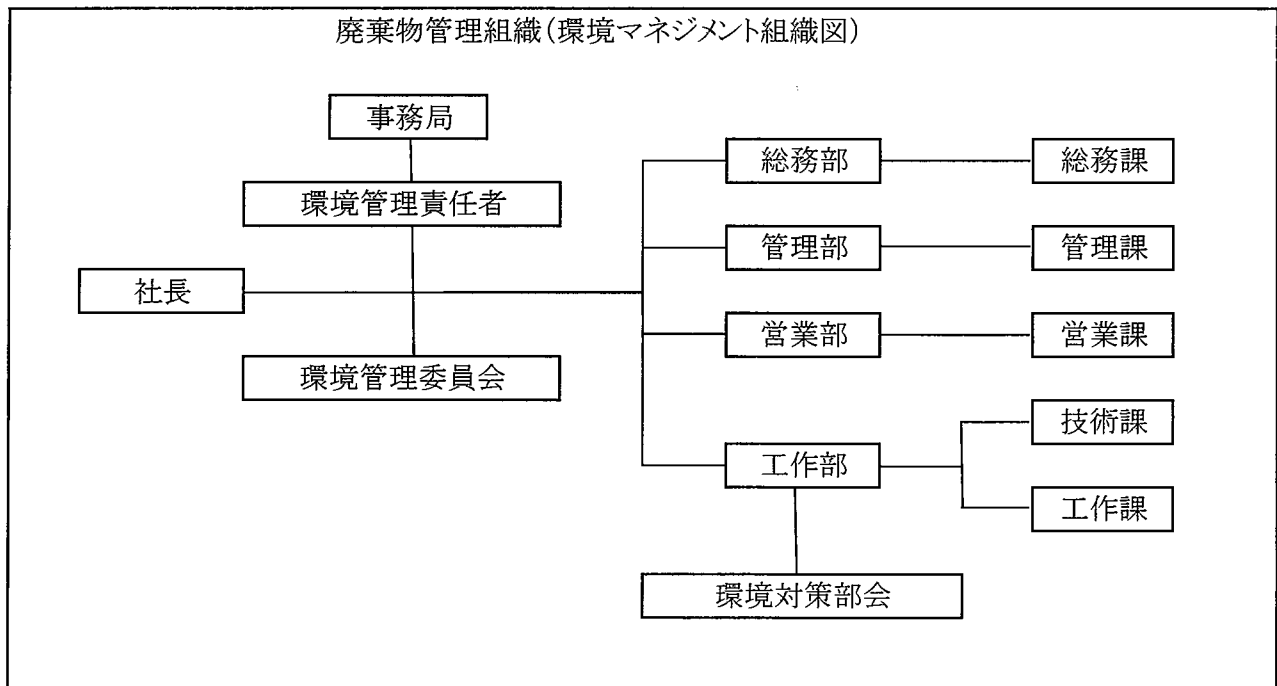 廃棄物管理組織(環境マネジメント組織図)
事務局
環境管理責任者
社長
環境管理委員会
総務部
総務課
管理部
管理課
営業部
営業課
工作部
技術課
工作課
環境対策部会